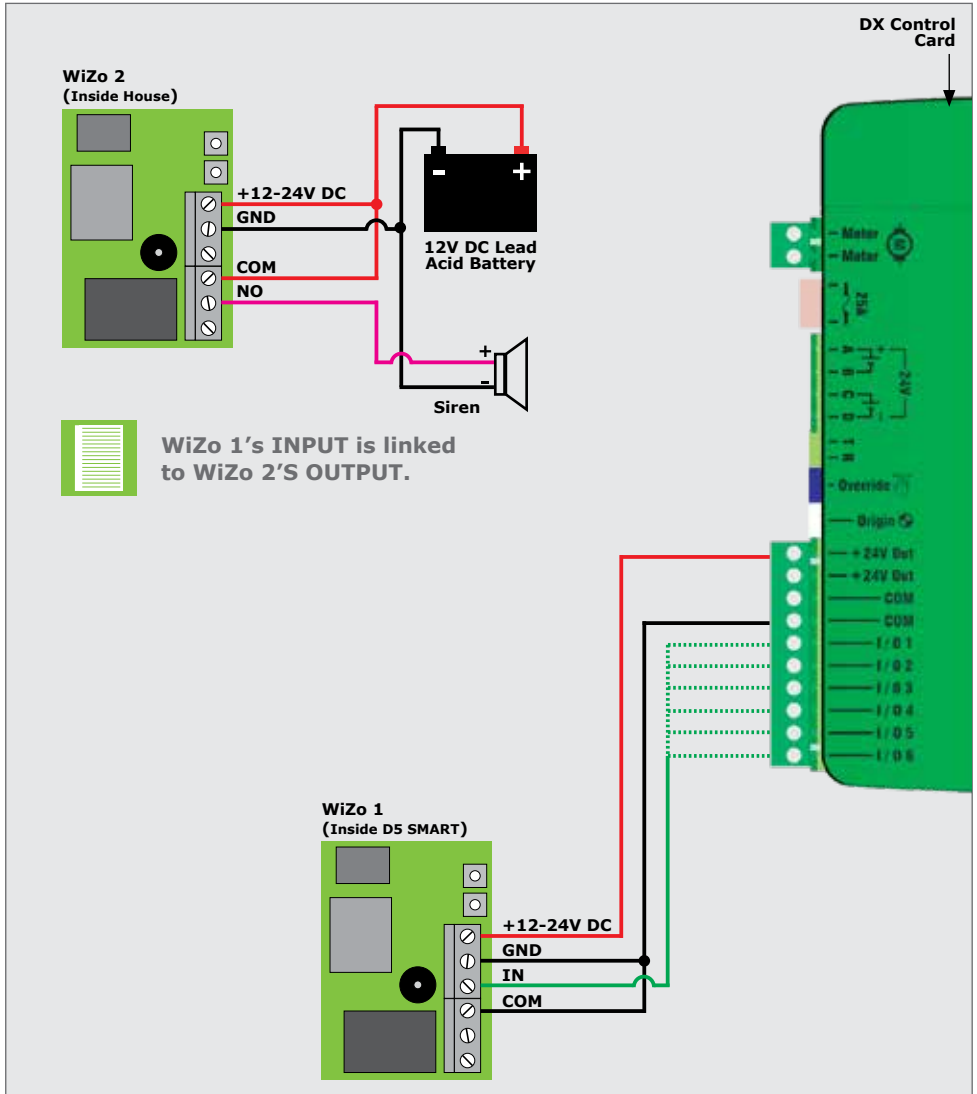 DX Control
Card
WiZo 2
(Inside House)
+12-24V DC
GND
COM
NO
-
+
12V DC Lead
Acid Battery
+
-
Siren
WiZo 1's INPUT is linked
to WiZo 2'S OUTPUT.
Motor
Motor
M
25A
A
B
C
D
+
-
24V
T
R
Override
Origin
+24V Out
+24V Out
COM
COM
I/O 1
I/O 2
I/O 3
I/O 4
I/O 5
I/O 6
WiZo 1
(Inside D5 SMART)
+12-24V DC
GND
IN
COM